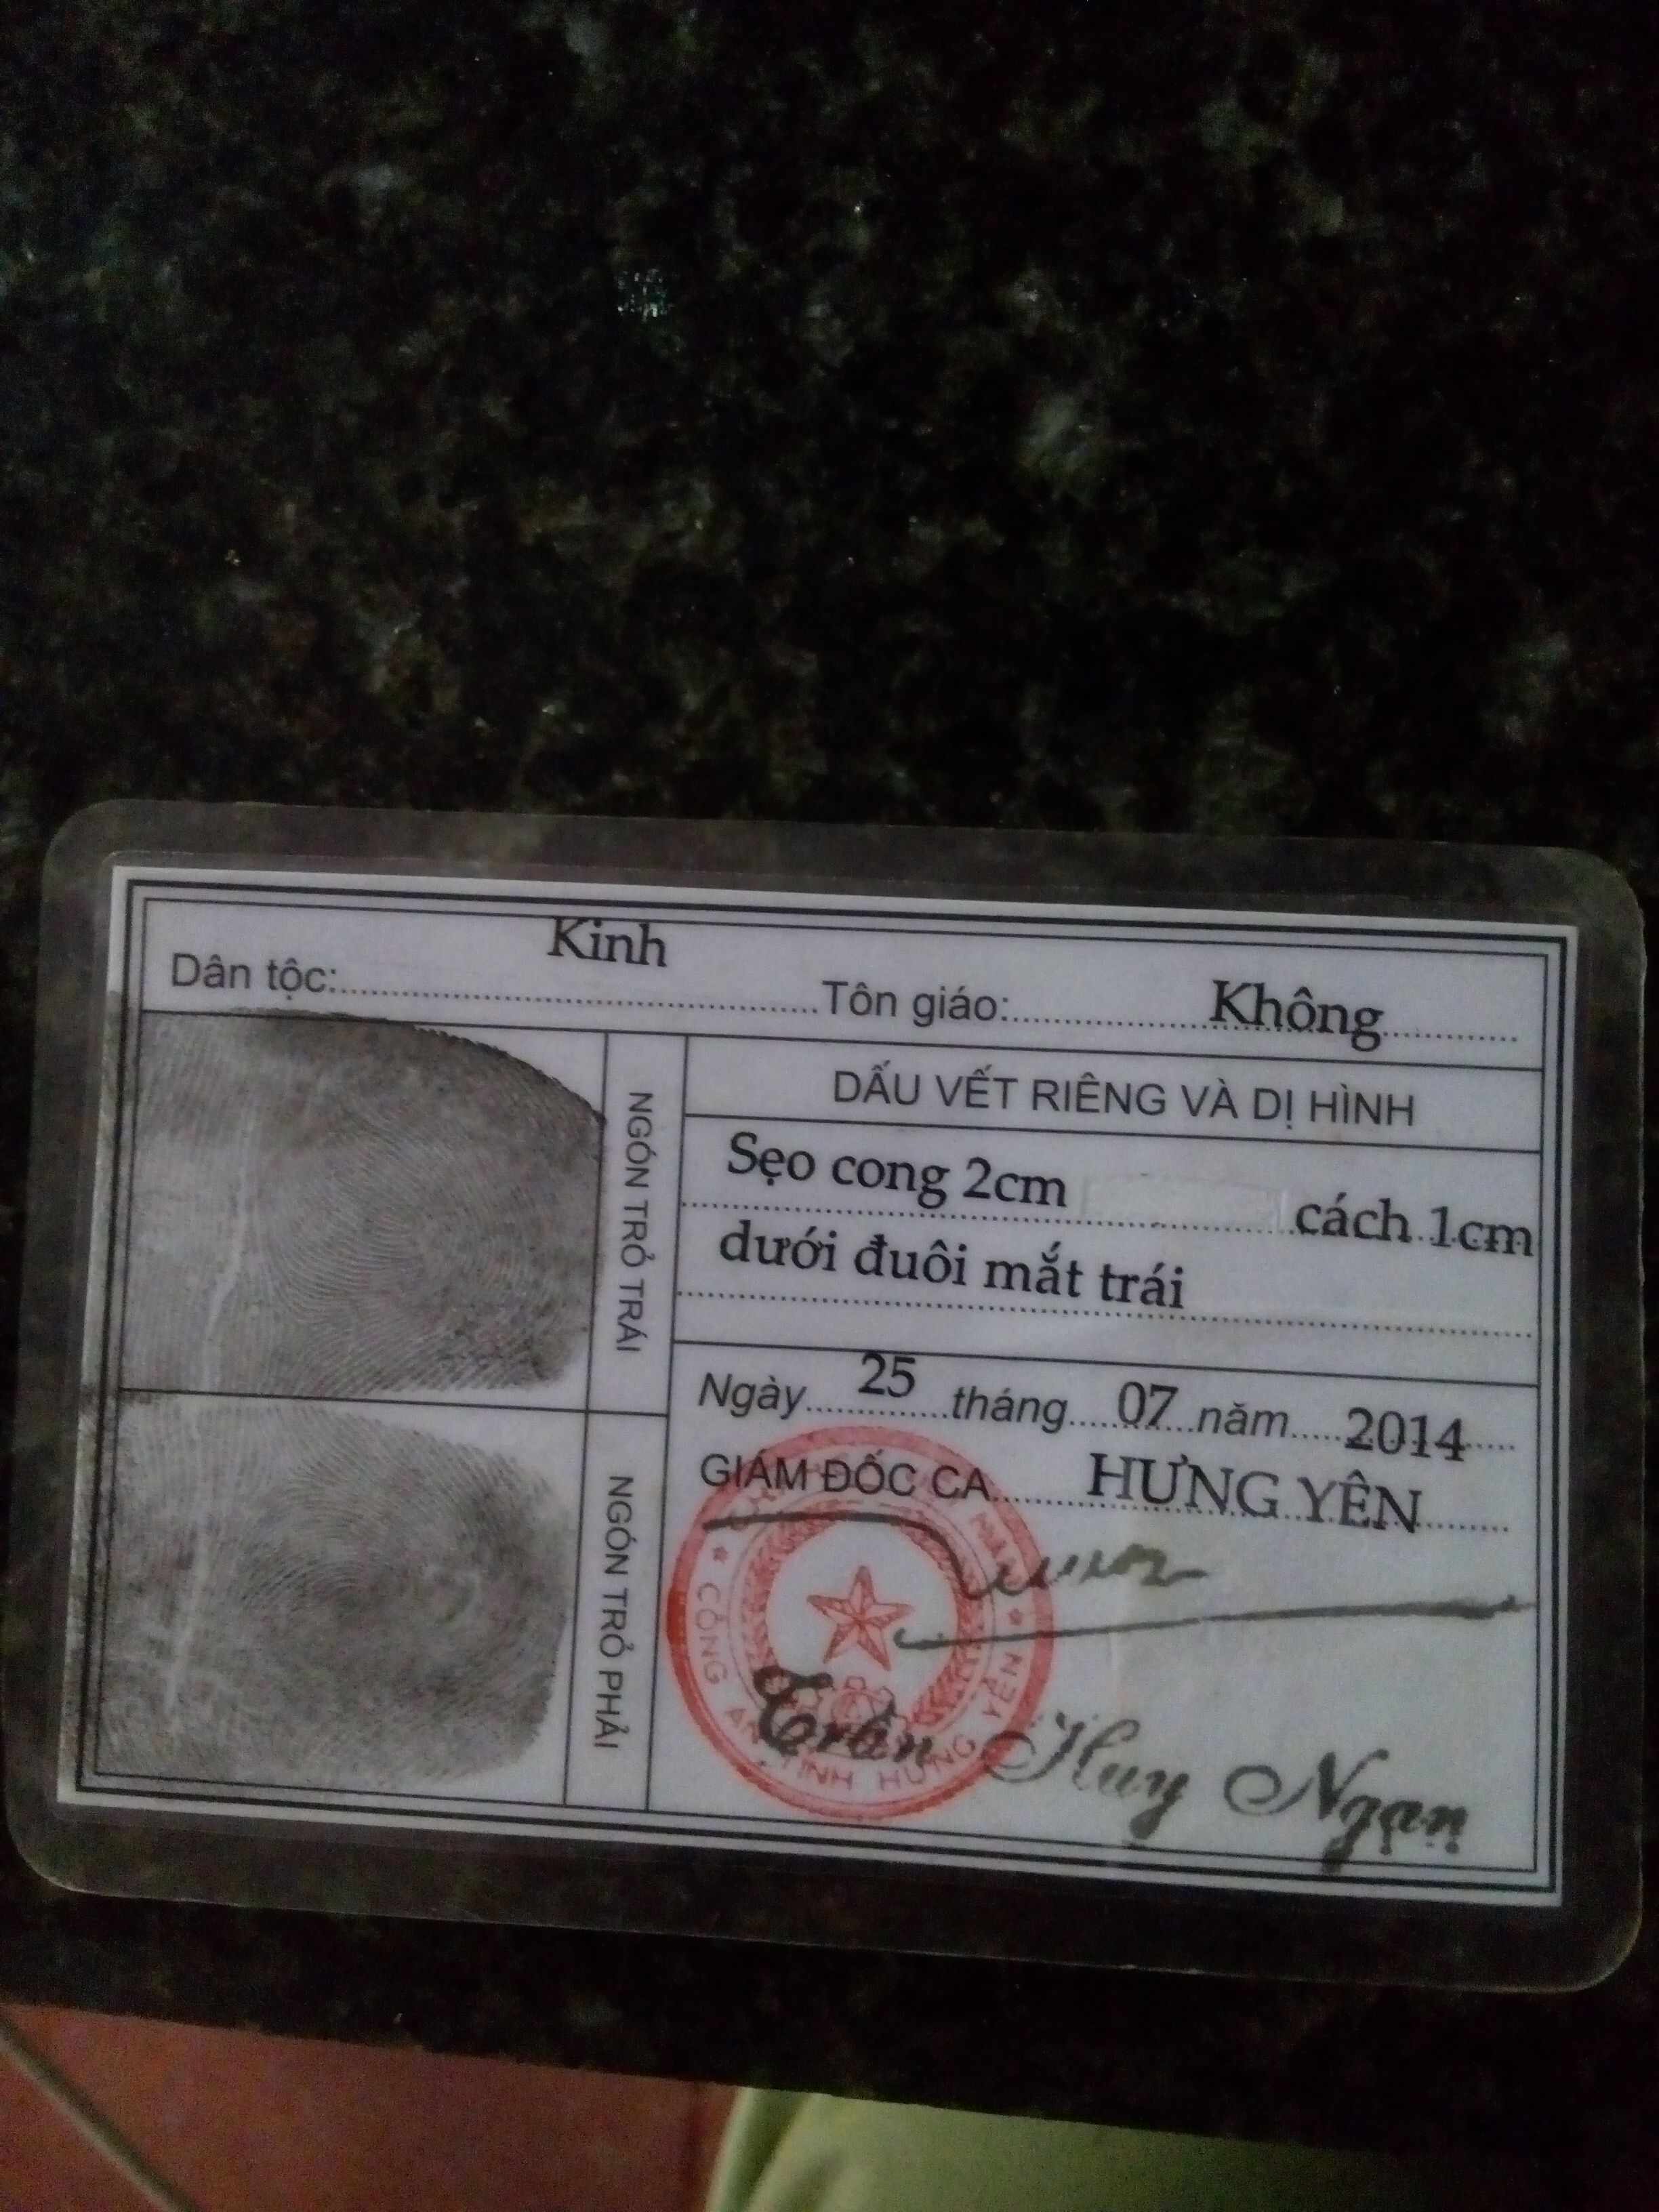 Dân tộc: Kinh Tôn giáo: Không
NGÓN TRỎ TRÁI
DẤU VẾT RIÊNG VÀ DỊ HÌNH
Sẹo cong 2cm cách 1cm
dưới đuôi mắt trái
NGÓN TRỎ PHẢI
Ngày 25 tháng 07 năm 2014
GIÁM ĐỐC CA HƯNG YÊN
CÔNG AN TỈNH HƯNG YÊN
Trần Huy Ngạn